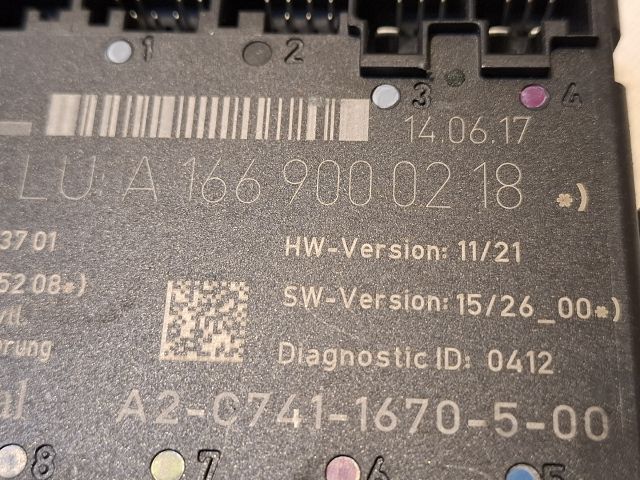 1 2
3 4
14.06.17
LU: A 166 900 02 18 *)
37 01
HW-Version: 11/21
52 08*)
SW-Version: 15/26_00*)
Diagnostic ID: 0412
A2-C741-1670-5-00
8 7 6 5